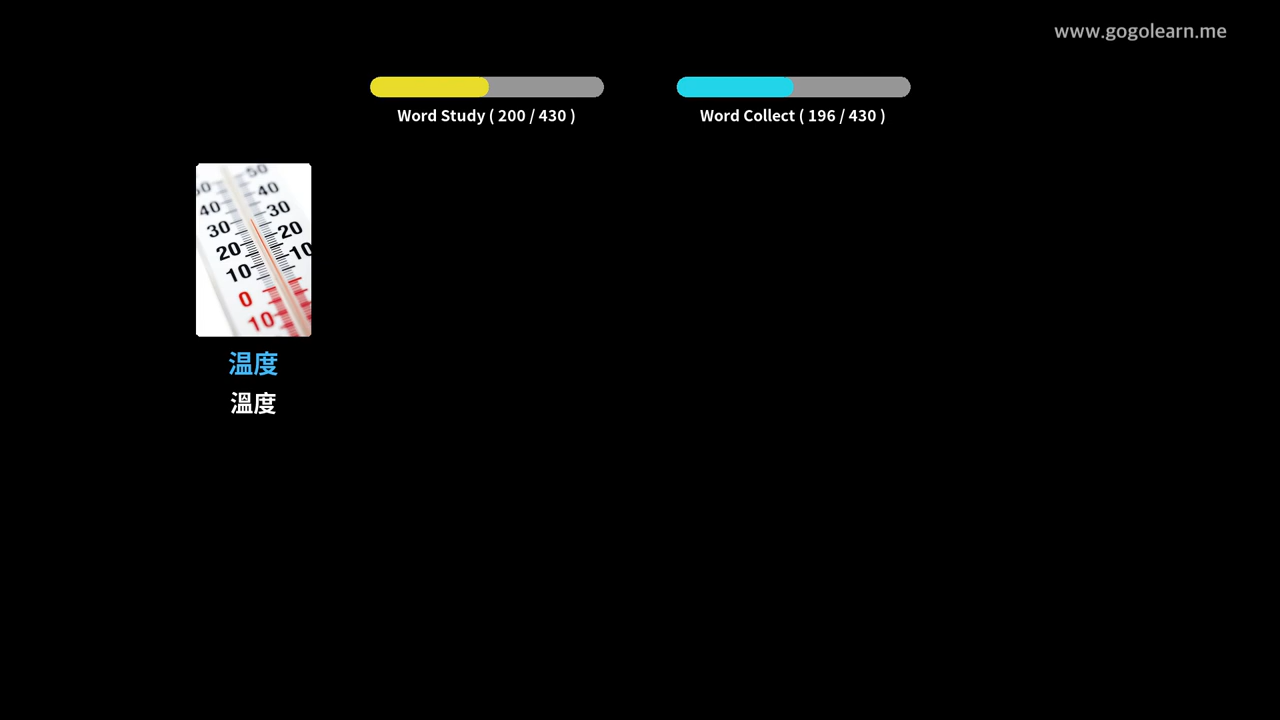 www.gogolearn.me
Word Study ( 200 / 430 )
Word Collect ( 196 / 430 )
50
50 40
40 30
30 20
20 10
10
0
10
温度
溫度